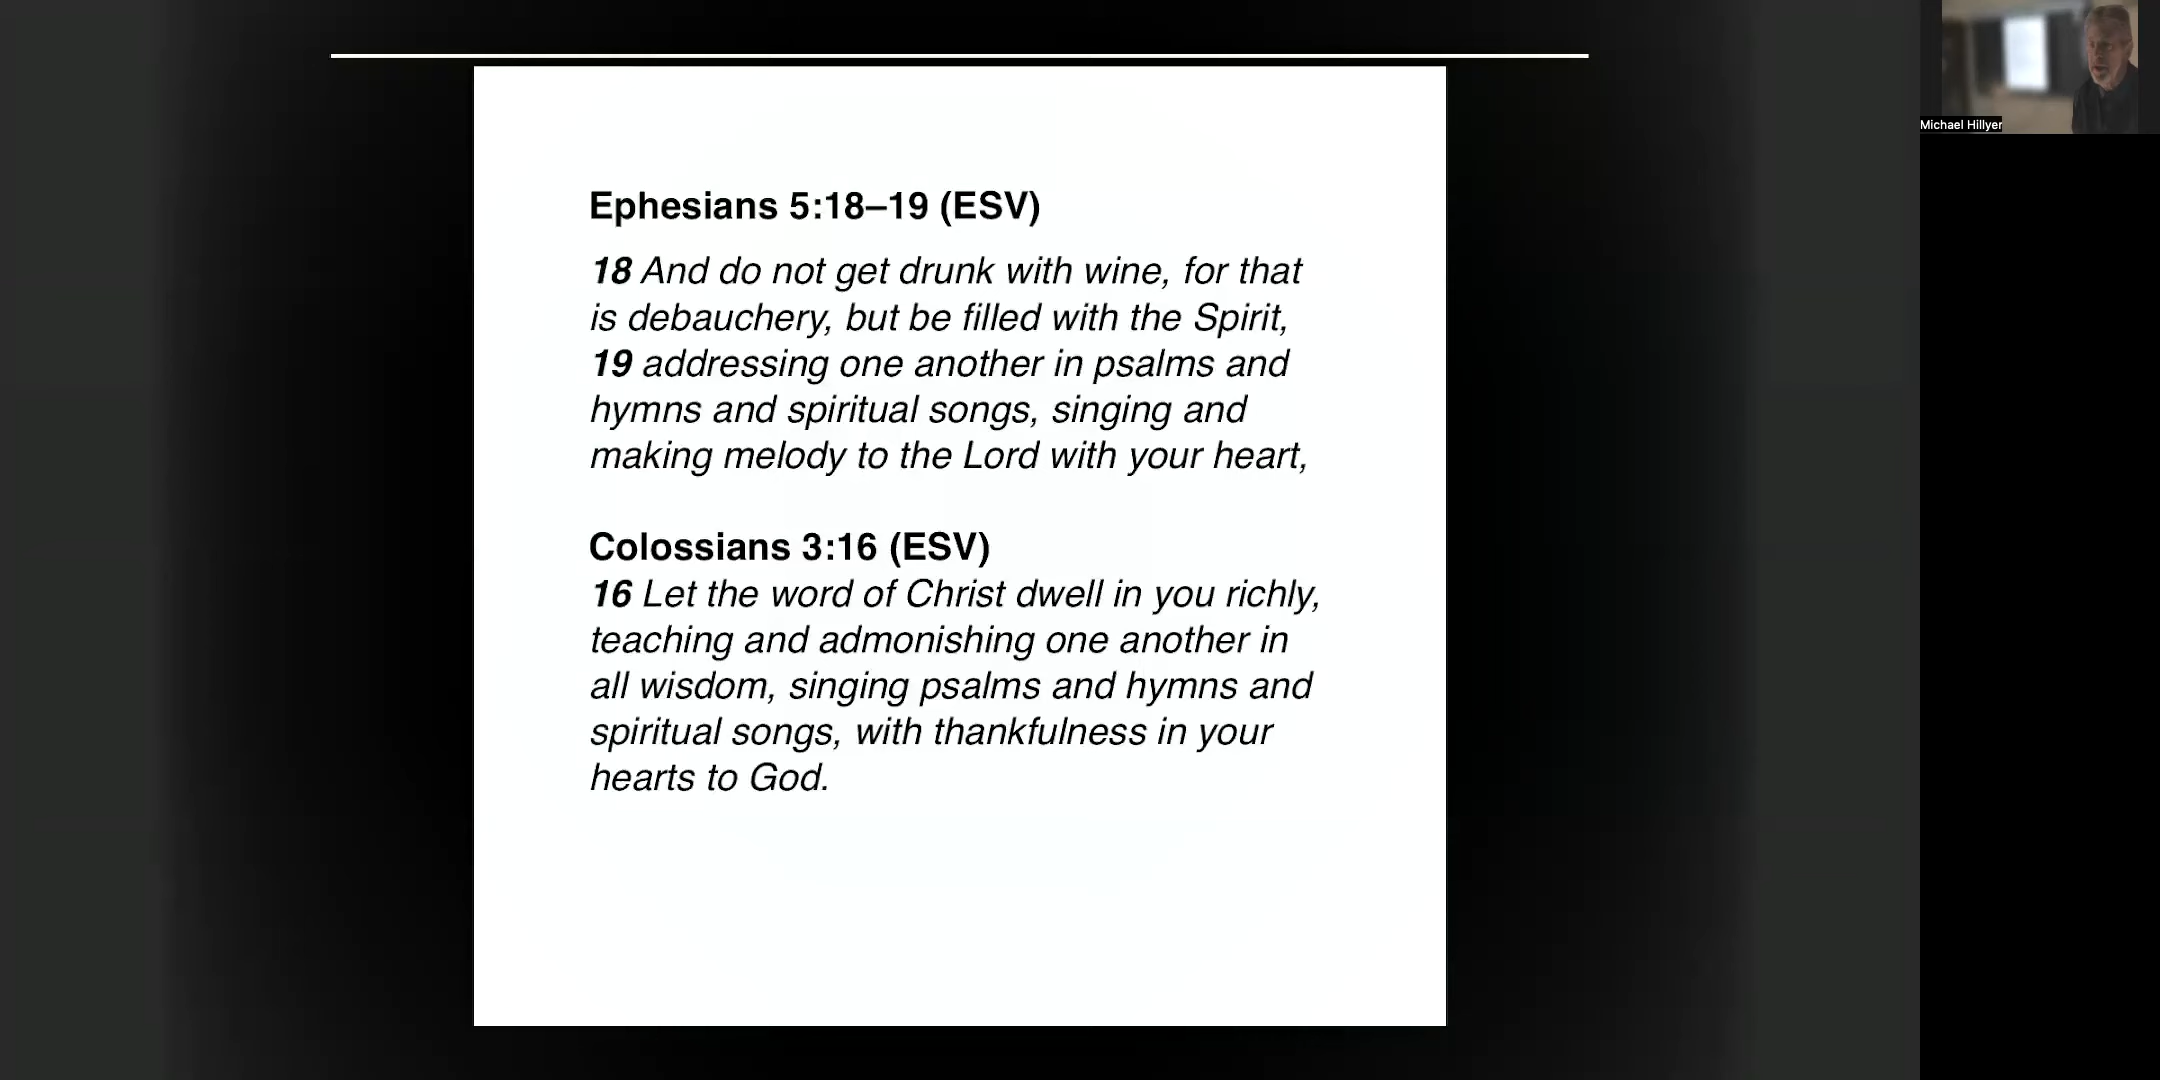 Ephesians 5:18–19 (ESV)
18 And do not get drunk with wine, for that
is debauchery, but be filled with the Spirit,
19 addressing one another in psalms and
hymns and spiritual songs, singing and
making melody to the Lord with your heart,
Colossians 3:16 (ESV)
16 Let the word of Christ dwell in you richly,
teaching and admonishing one another in
all wisdom, singing psalms and hymns and
spiritual songs, with thankfulness in your
hearts to God.
Michael Hillyer